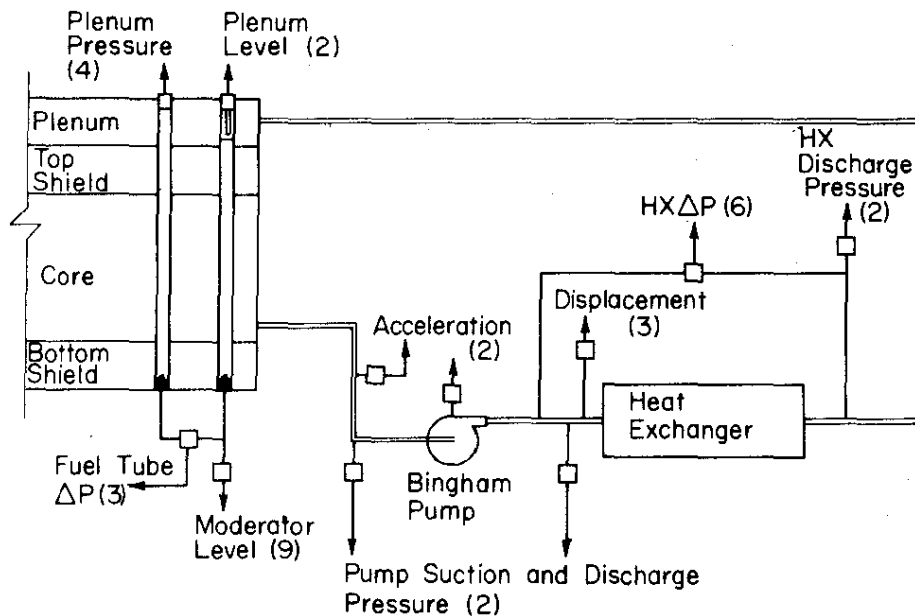 Plenum
Pressure
(4)
Plenum
Level (2)
Plenum
Top
Shield
Core
Bottom
Shield
Fuel Tube
ΔP(3)
Moderator
Level (9)
Acceleration
(2)
Bingham
Pump
Pump Suction and Discharge
Pressure (2)
Displacement
(3)
HXΔP(6)
HX
Discharge
Pressure
(2)
Heat
Exchanger